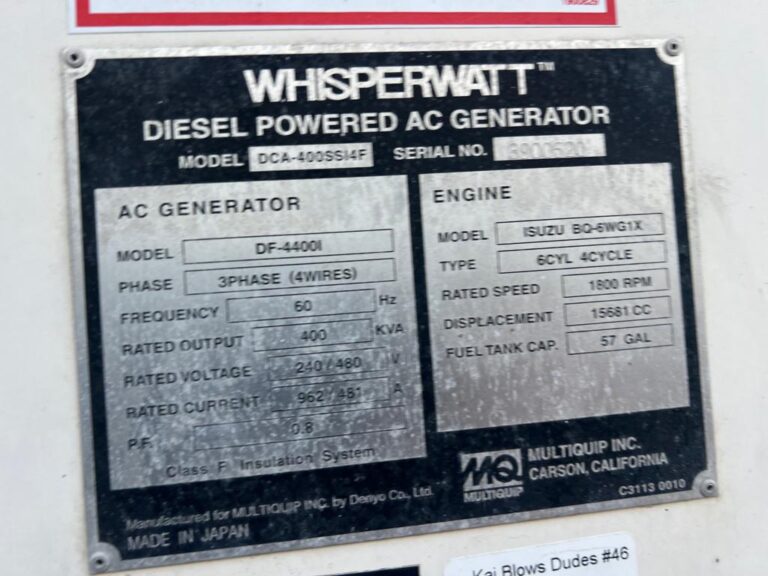 WHISPERWATT™
DIESEL POWERED AC GENERATOR
MODEL DCA-400SSI4F SERIAL NO. 3900520
AC GENERATOR
MODEL DF-4400I
PHASE 3PHASE (4WIRES)
FREQUENCY 60 Hz
RATED OUTPUT 400 KVA
RATED VOLTAGE 240/480 V
RATED CURRENT 962/481 A
P.F. 0.8
Class F Insulation System
ENGINE
MODEL ISUZU BQ-6WG1X
TYPE 6CYL 4CYCLE
RATED SPEED 1800 RPM
DISPLACEMENT 15681 CC
FUEL TANK CAP. 57 GAL
Manufactured for MULTIQUIP INC. by Denyo Co., Ltd.
MADE IN JAPAN
MQ
MULTIQUIP
MULTIQUIP INC.
CARSON, CALIFORNIA
C3113 0010
Kai Blows Dudes #46